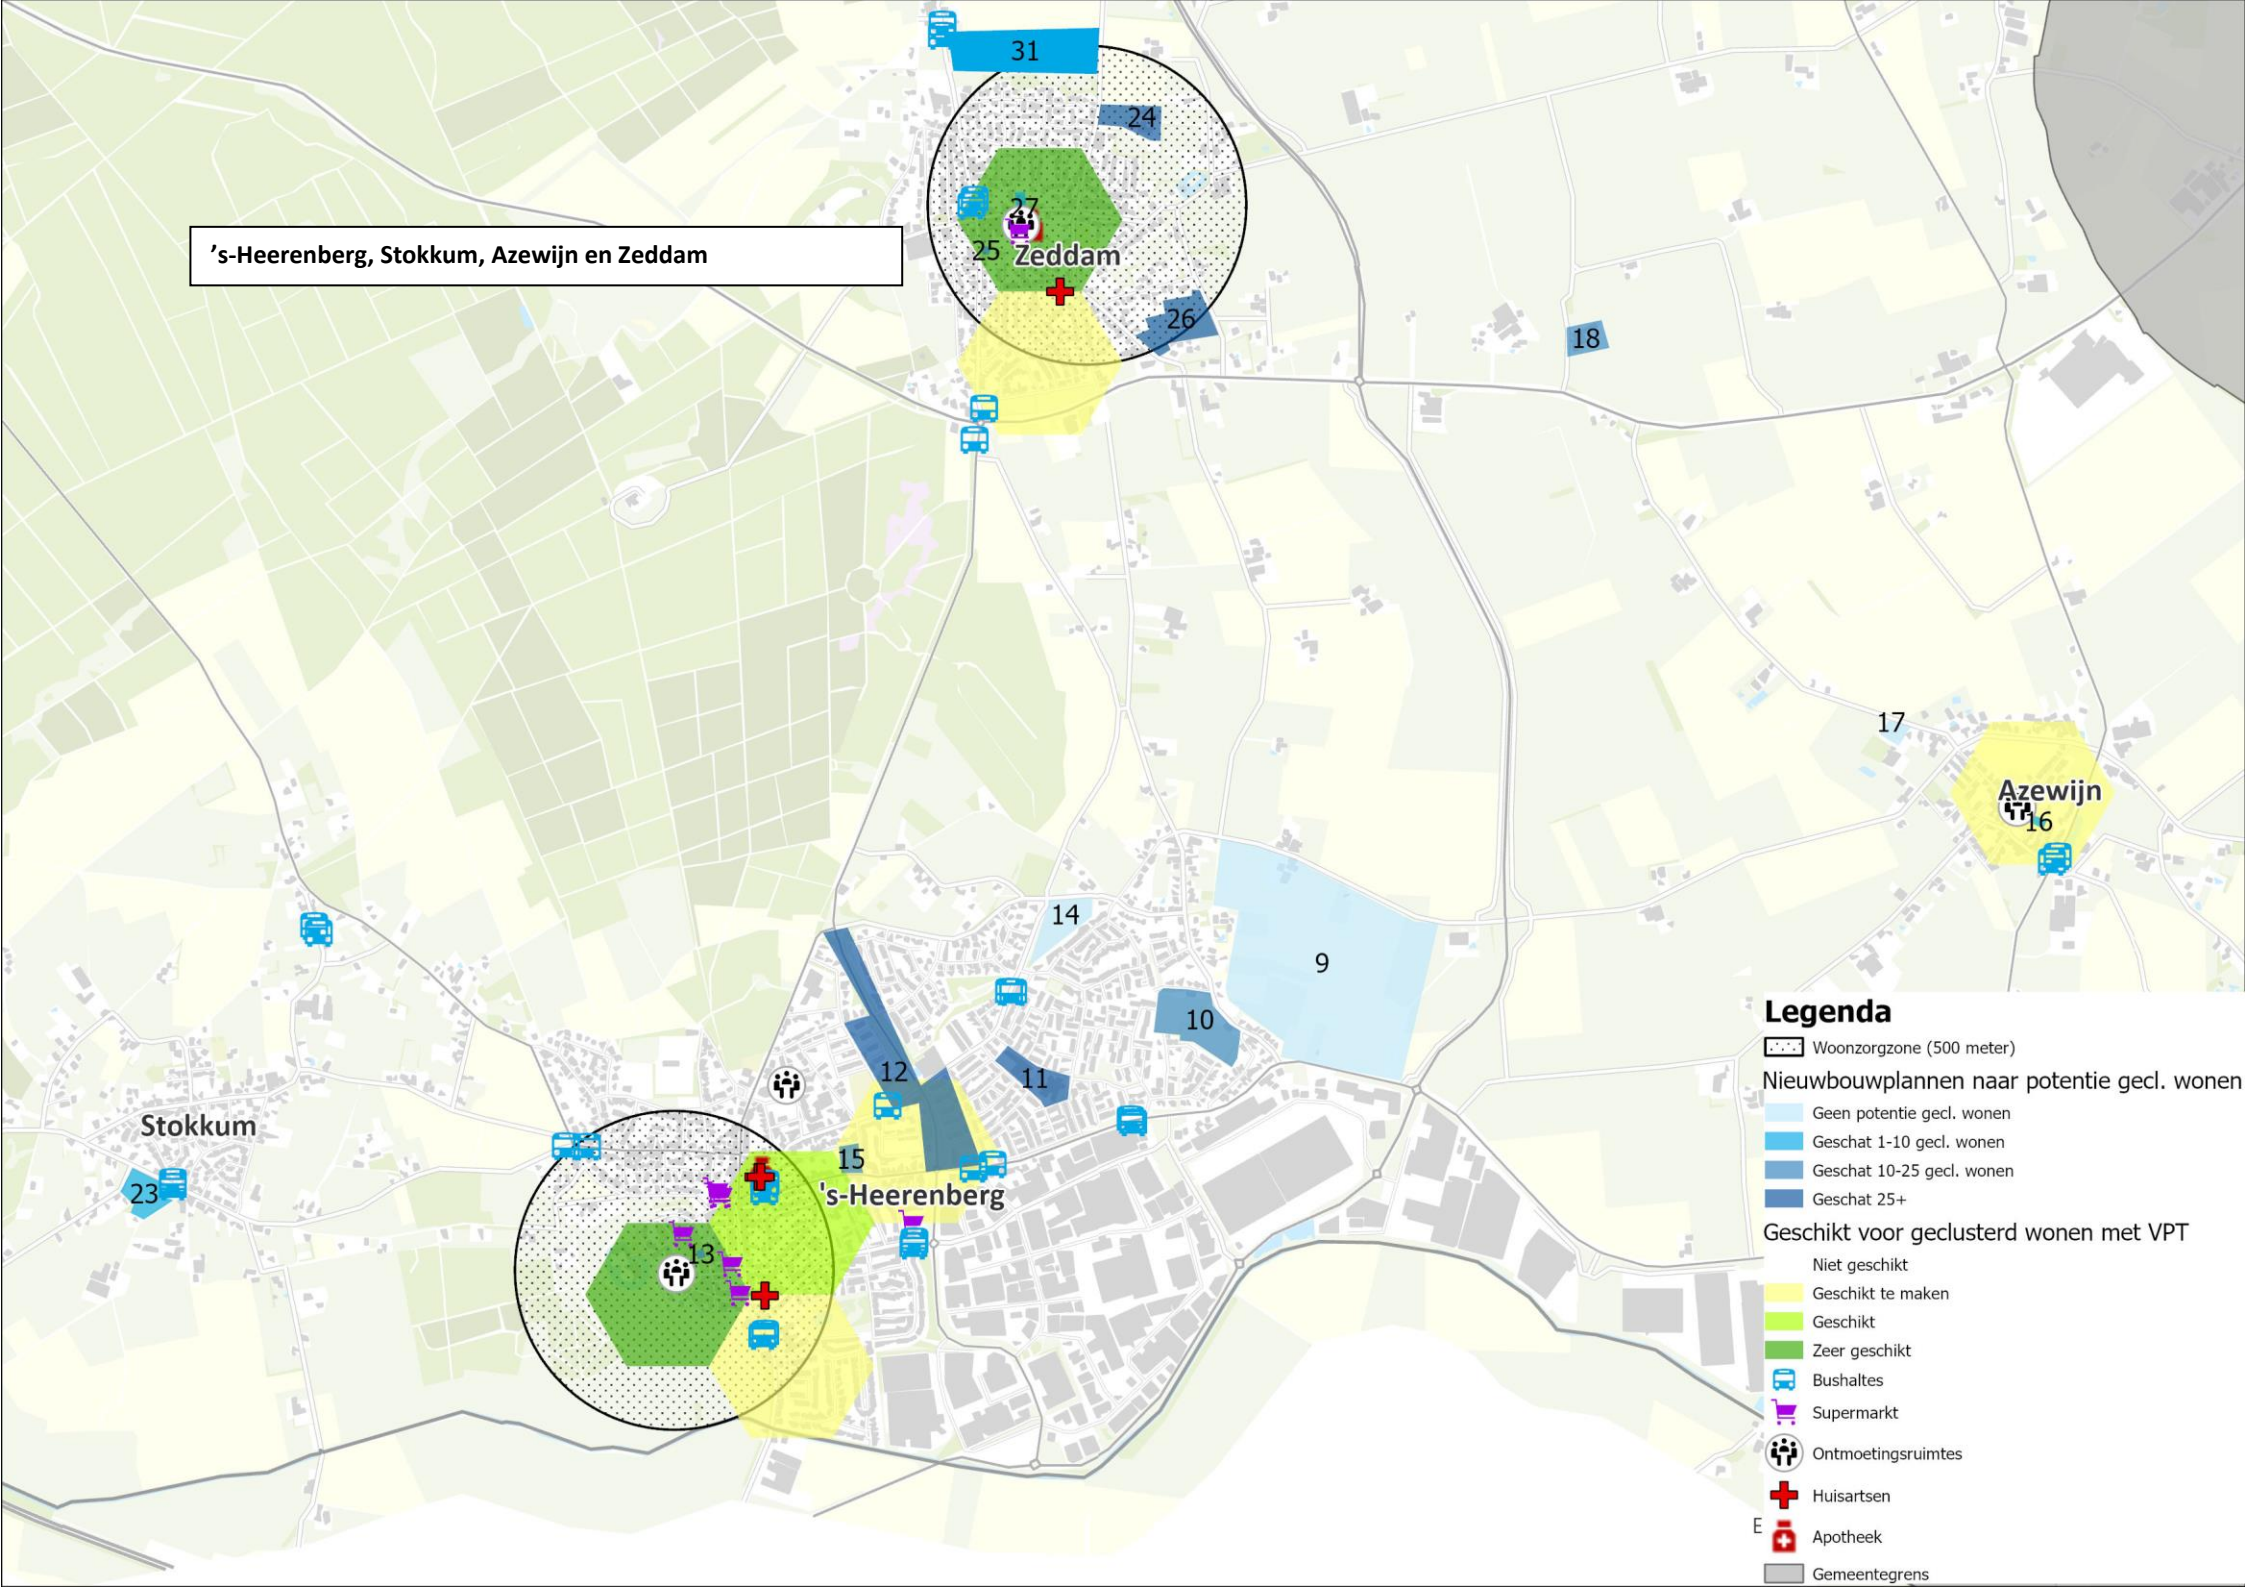 31
24
27
’s-Heerenberg, Stokkum, Azewijn en Zeddam
25
Zeddam
26
18
17
Azewijn
16
14
9
10
12
11
Stokkum
15
23
's-Heerenberg
13
Legenda
Woonzorgzone (500 meter)
Nieuwbouwplannen naar potentie gecl. wonen
Geen potentie gecl. wonen
Geschat 1-10 gecl. wonen
Geschat 10-25 gecl. wonen
Geschat 25+
Geschikt voor geclusterd wonen met VPT
Niet geschikt
Geschikt te maken
Geschikt
Zeer geschikt
Bushaltes
Supermarkt
Ontmoetingsruimtes
Huisartsen
E
Apotheek
Gemeentegrens